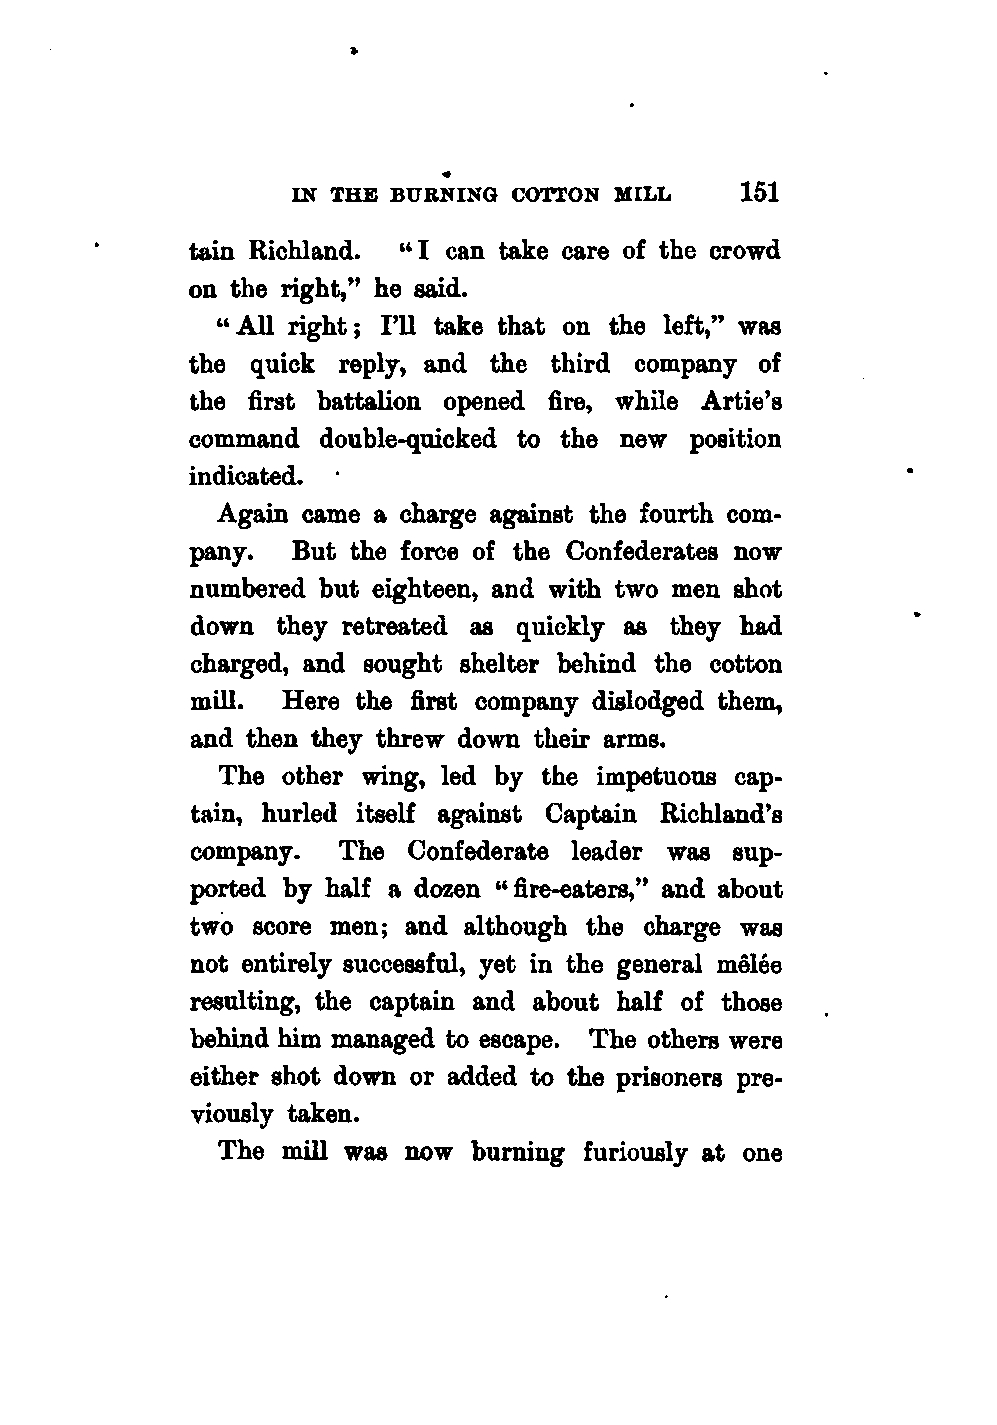 IN THE BURNING COTTON MILL 151
tain Richland. "I can take care of the crowd
on the right," he said.
"All right; I'll take that on the left," was
the quick reply, and the third company of
the first battalion opened fire, while Artie's
command double-quicked to the new position
indicated.
Again came a charge against the fourth com-
pany. But the force of the Confederates now
numbered but eighteen, and with two men shot
down they retreated as quickly as they had
charged, and sought shelter behind the cotton
mill. Here the first company dislodged them,
and then they threw down their arms.
The other wing, led by the impetuous cap-
tain, hurled itself against Captain Richland's
company. The Confederate leader was sup-
ported by half a dozen "fire-eaters," and about
two score men; and although the charge was
not entirely successful, yet in the general mêlée
resulting, the captain and about half of those
behind him managed to escape. The others were
either shot down or added to the prisoners pre-
viously taken.
The mill was now burning furiously at one